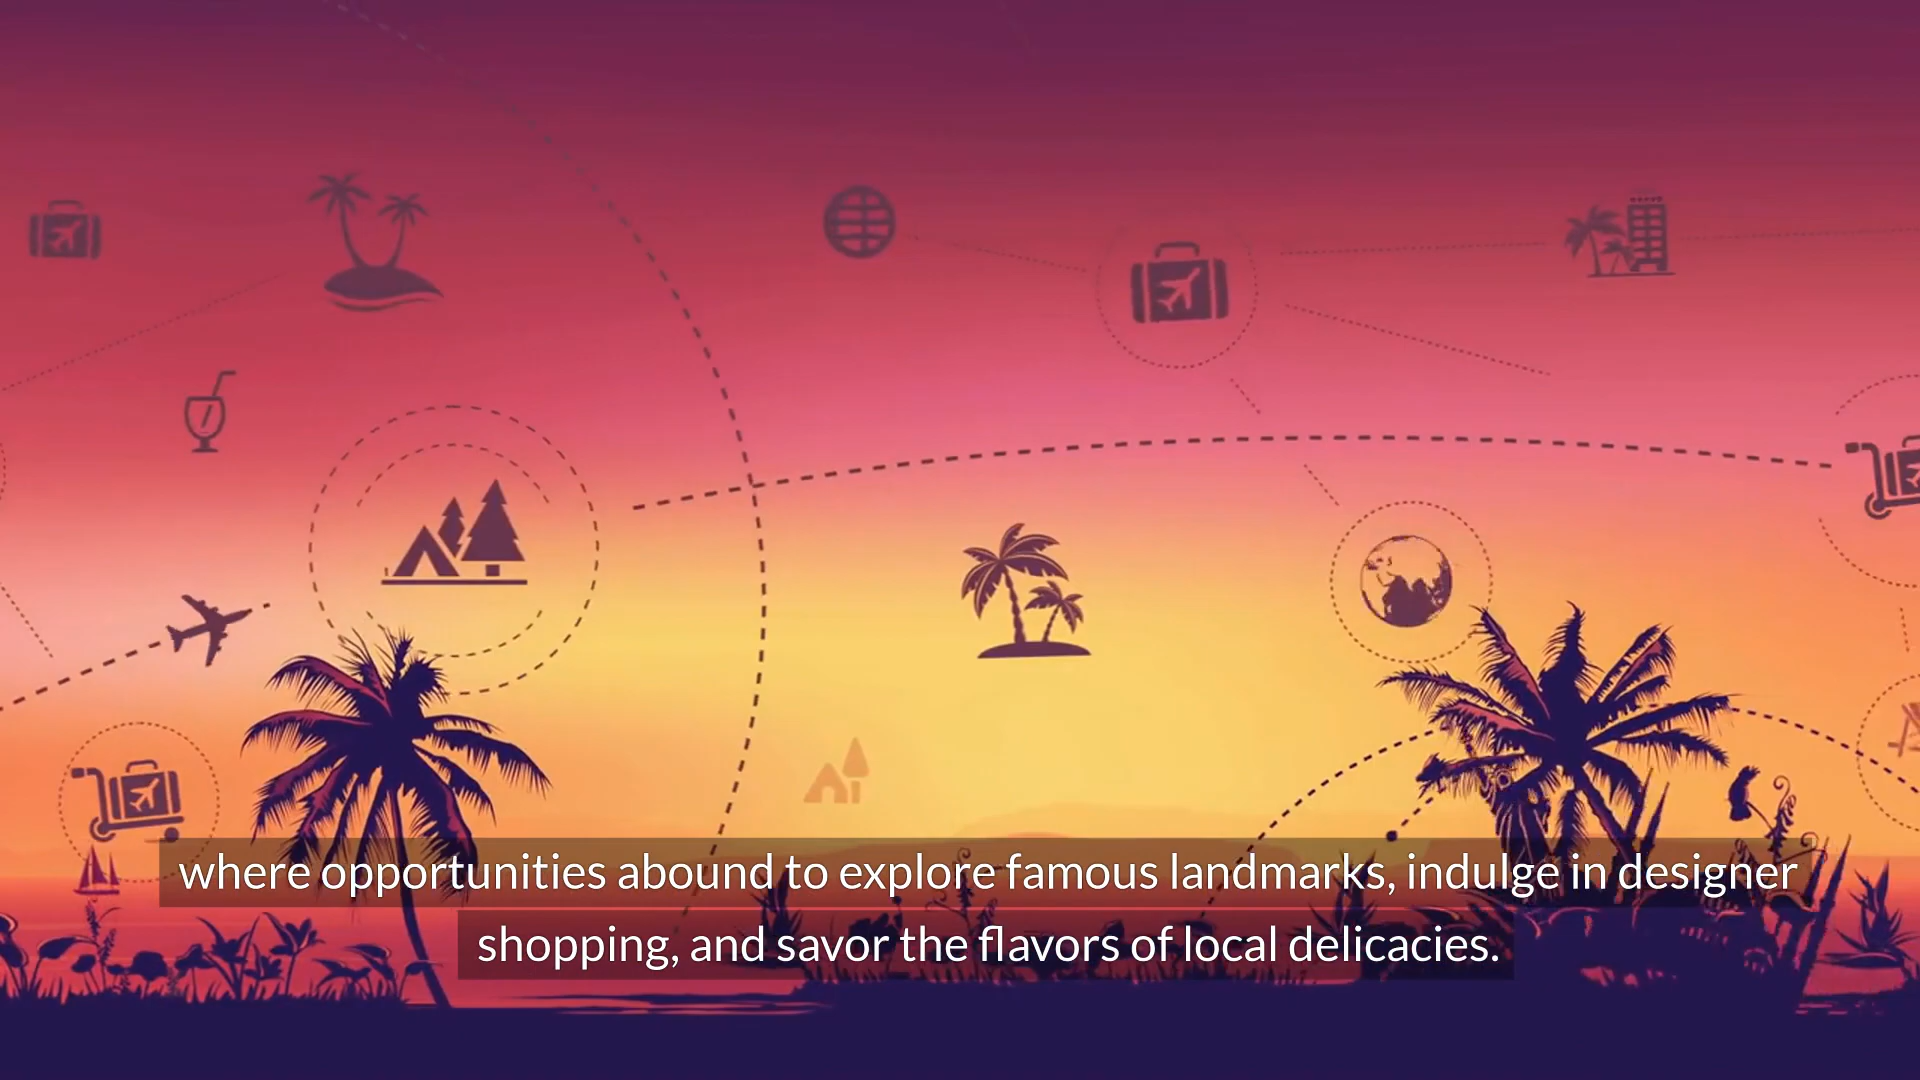 where opportunities abound to explore famous landmarks, indulge in designer
shopping, and savor the flavors of local delicacies.